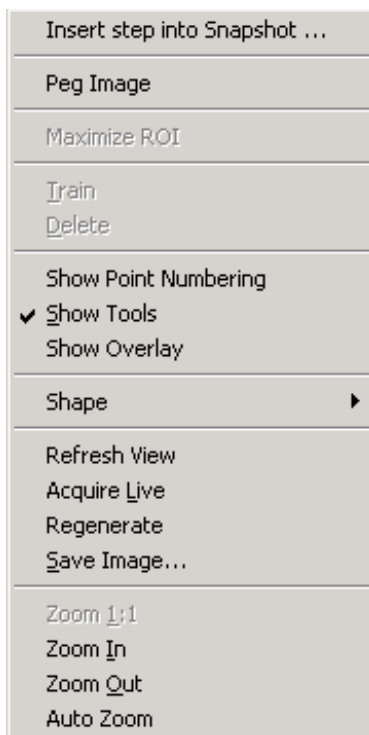 Insert step into Snapshot ...
Peg Image
Maximize ROI
Train
Delete
Show Point Numbering
Show Tools
Show Overlay
Shape
Refresh View
Acquire Live
Regenerate
Save Image...
Zoom 1:1
Zoom In
Zoom Out
Auto Zoom